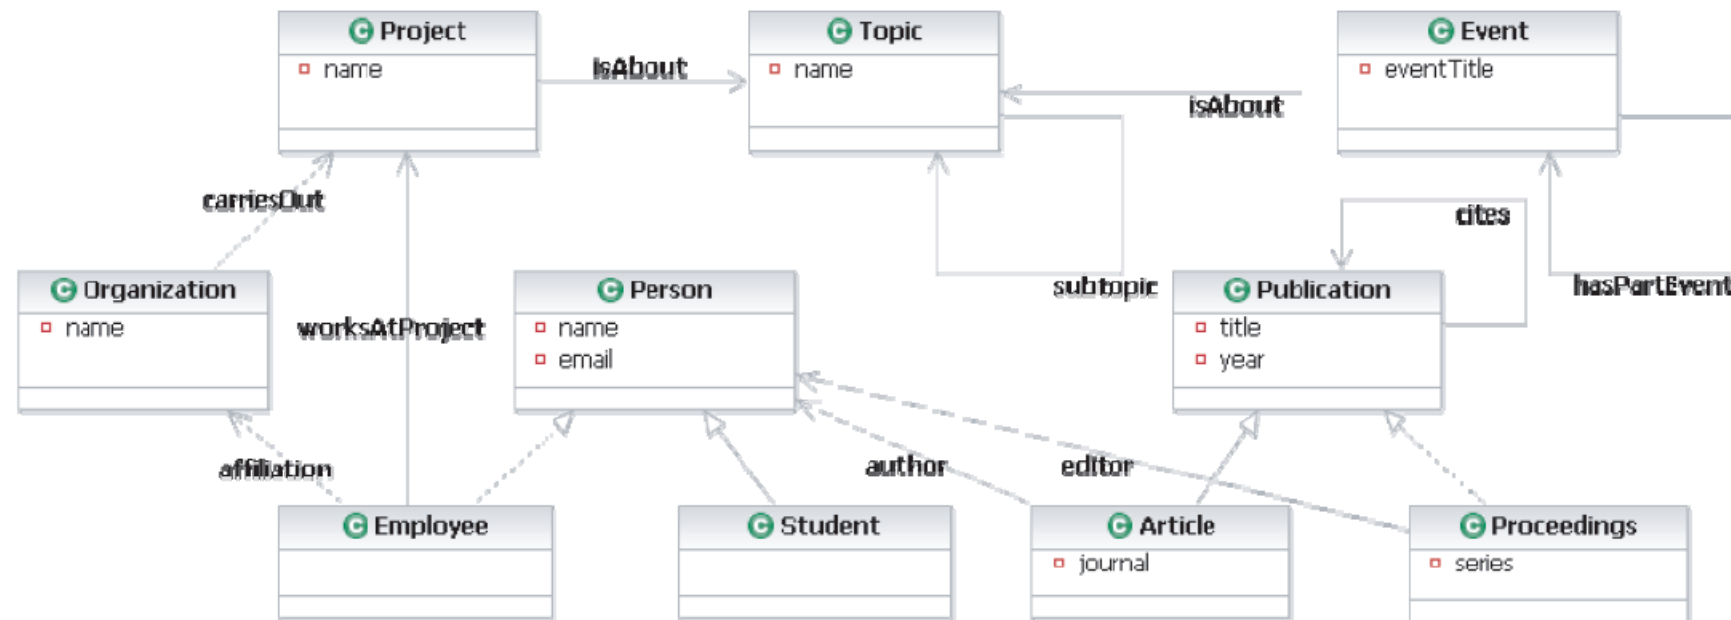 Project
name
isAbout
Topic
name
isAbout
Event
eventTitle
carriesOut
cites
Organization
name
worksAtProject
Person
name
email
subtopic
Publication
title
year
hasPartEvent
affiliation
author
editor
Employee
Student
Article
journal
Proceedings
series